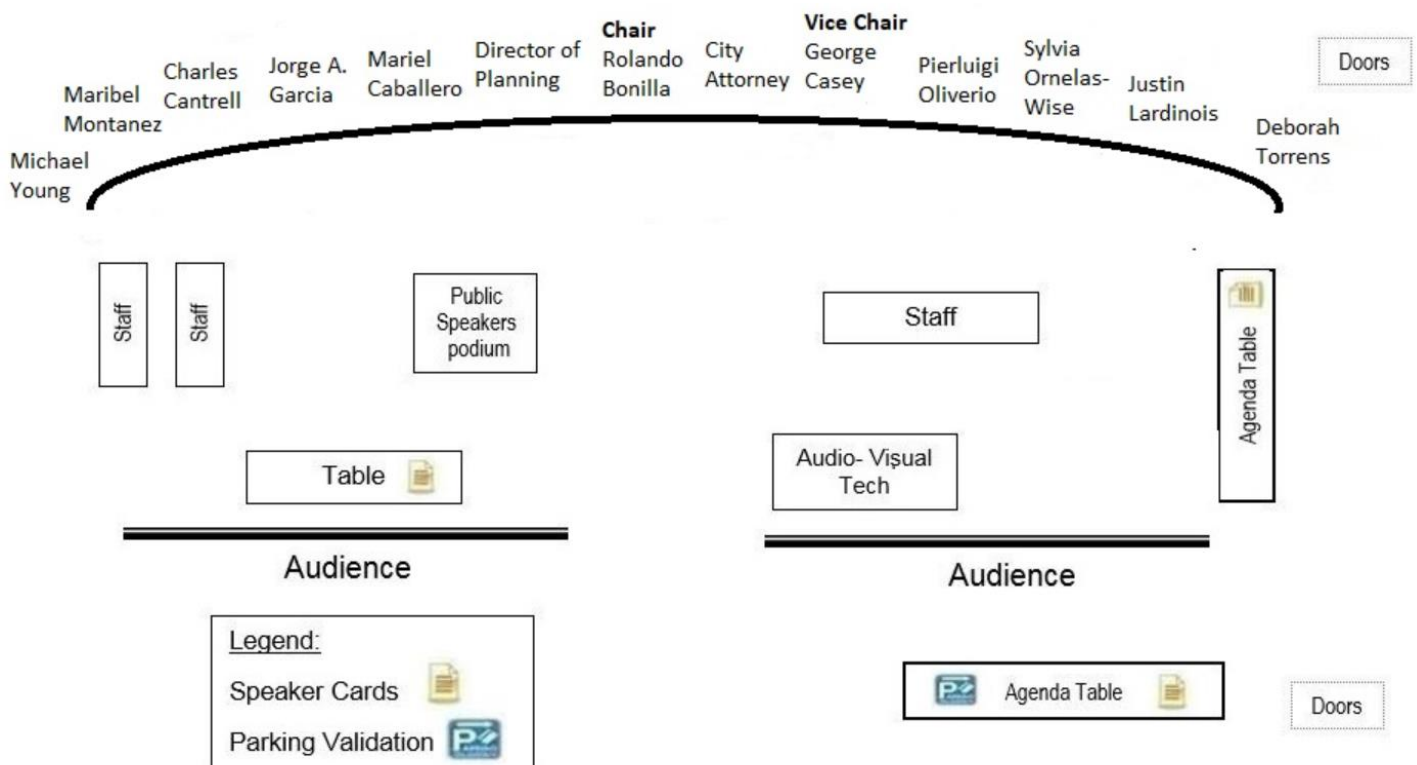 Michael
Young
Maribel
Montanez
Charles
Cantrell
Jorge A.
Garcia
Mariel
Caballero
Director of
Planning
Chair
Rolando
Bonilla
City
Attorney
Vice Chair
George
Casey
Pierluigi
Oliverio
Sylvia
Ornelas-
Wise
Justin
Lardinois
Deborah
Torrens
Doors
Staff
Staff
Public
Speakers
podium
Staff
Agenda Table
Table
Audio- Visual
Tech
Audience
Audience
Legend:
Speaker Cards
Parking Validation
Agenda Table
Doors